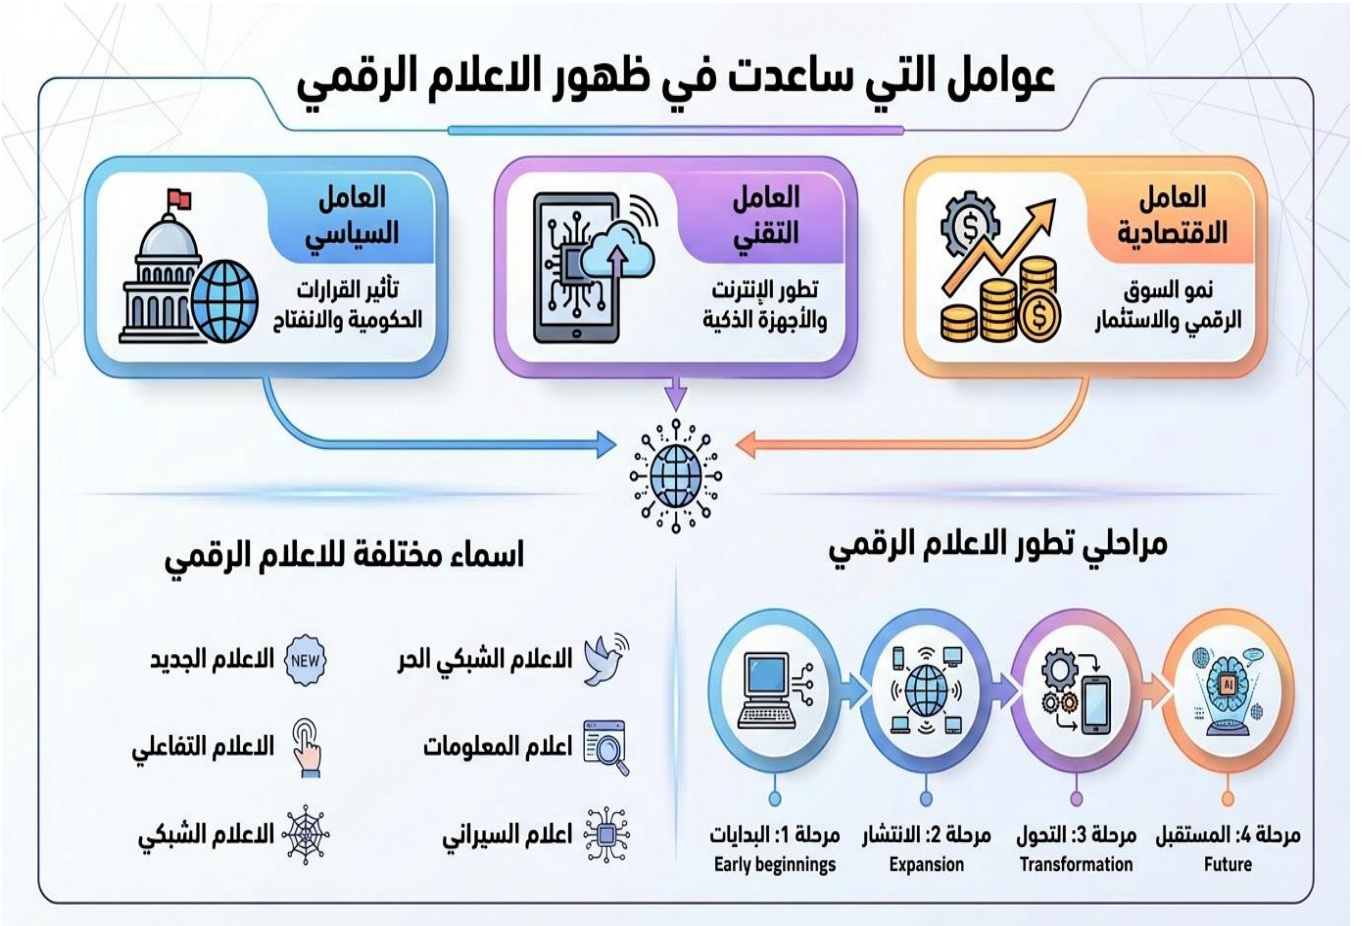 عوامل التي ساعدت في ظهور الاعلام الرقمي
العامل
الاقتصادية
نمو السوق
الرقمي والاستثمار
العامل
التقني
تطور الإنترنت
والأجهزة الذكية
العامل
السياسي
تأثير القرارات
الحكومية والانفتاح
مراحلي تطور الاعلام الرقمي
مرحلة 1: البدايات
Early beginnings
مرحلة 2: الانتشار
Expansion
مرحلة 3: التحول
Transformation
AI
مرحلة 4: المستقبل
Future
اسماء مختلفة للاعلام الرقمي
الاعلام الشبكي الحر
NEW
الاعلام الجديد
اعلام المعلومات
الاعلام التفاعلي
اعلام السيراني
الاعلام الشبكي